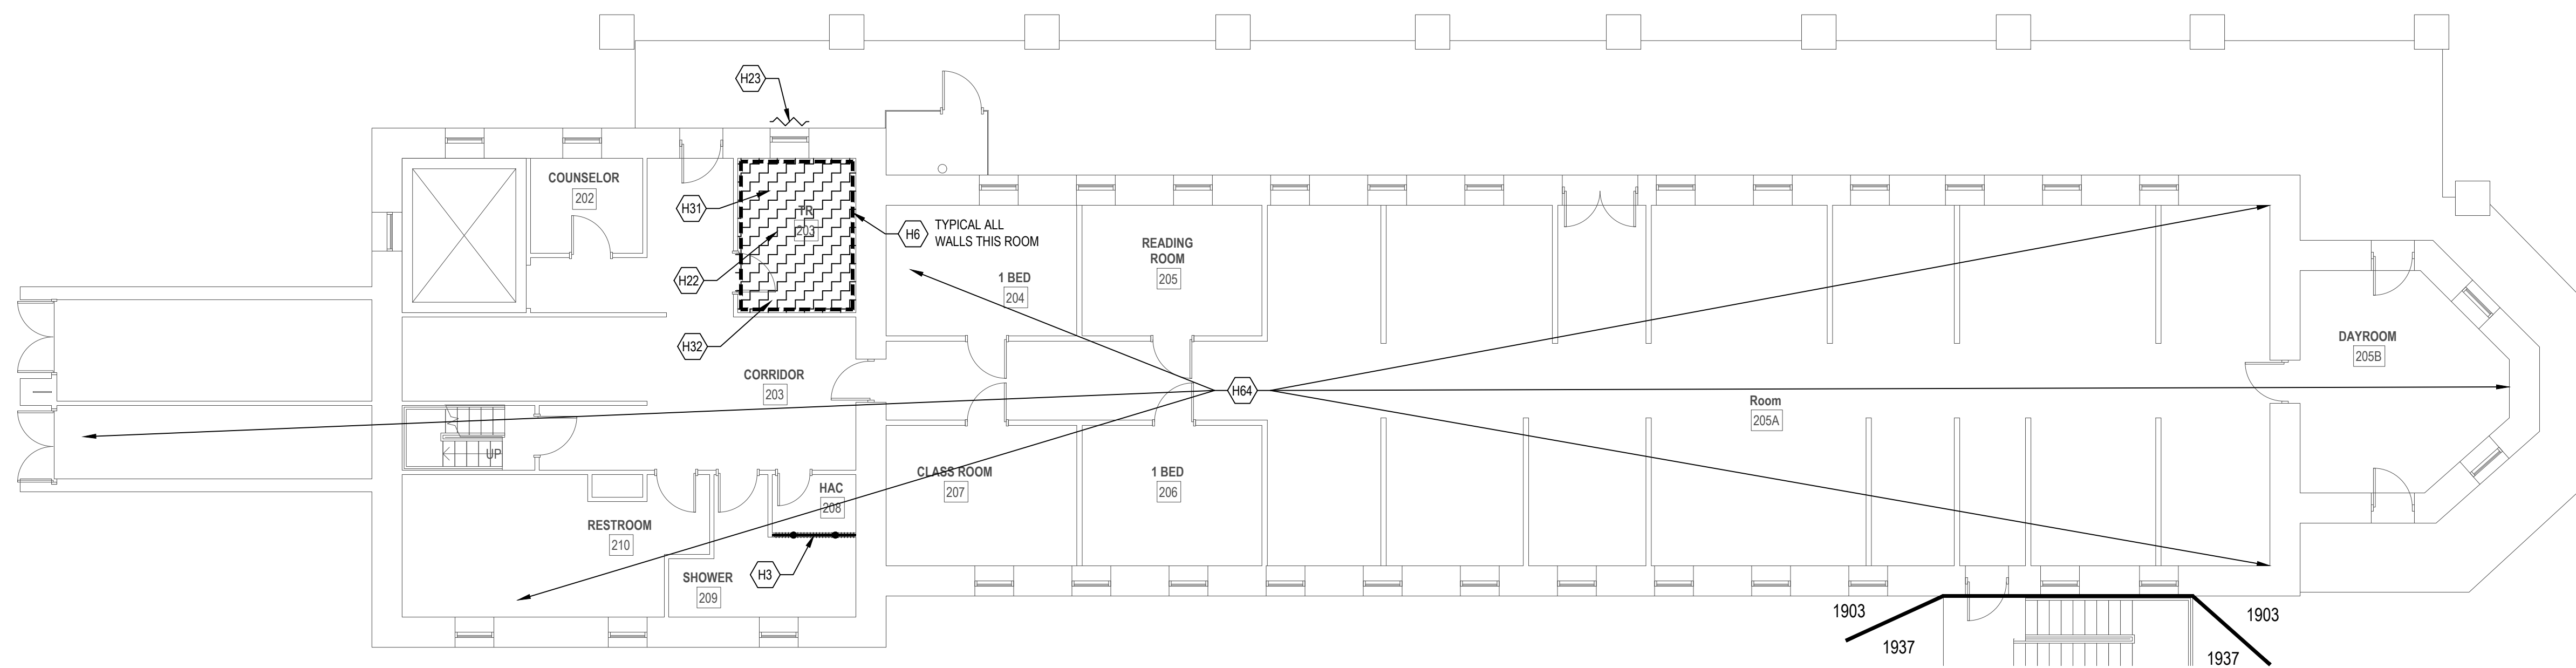 H23
COUNSELOR
202
H31
TR
203
H6
TYPICAL ALL
WALLS THIS ROOM
H22
H32
1 BED
204
READING
ROOM
205
DAYROOM
205B
CORRIDOR
203
H64
Room
205A
UP
CLASS ROOM
207
1 BED
206
HAC
208
RESTROOM
210
H3
SHOWER
209
1903
1937
1903
1937